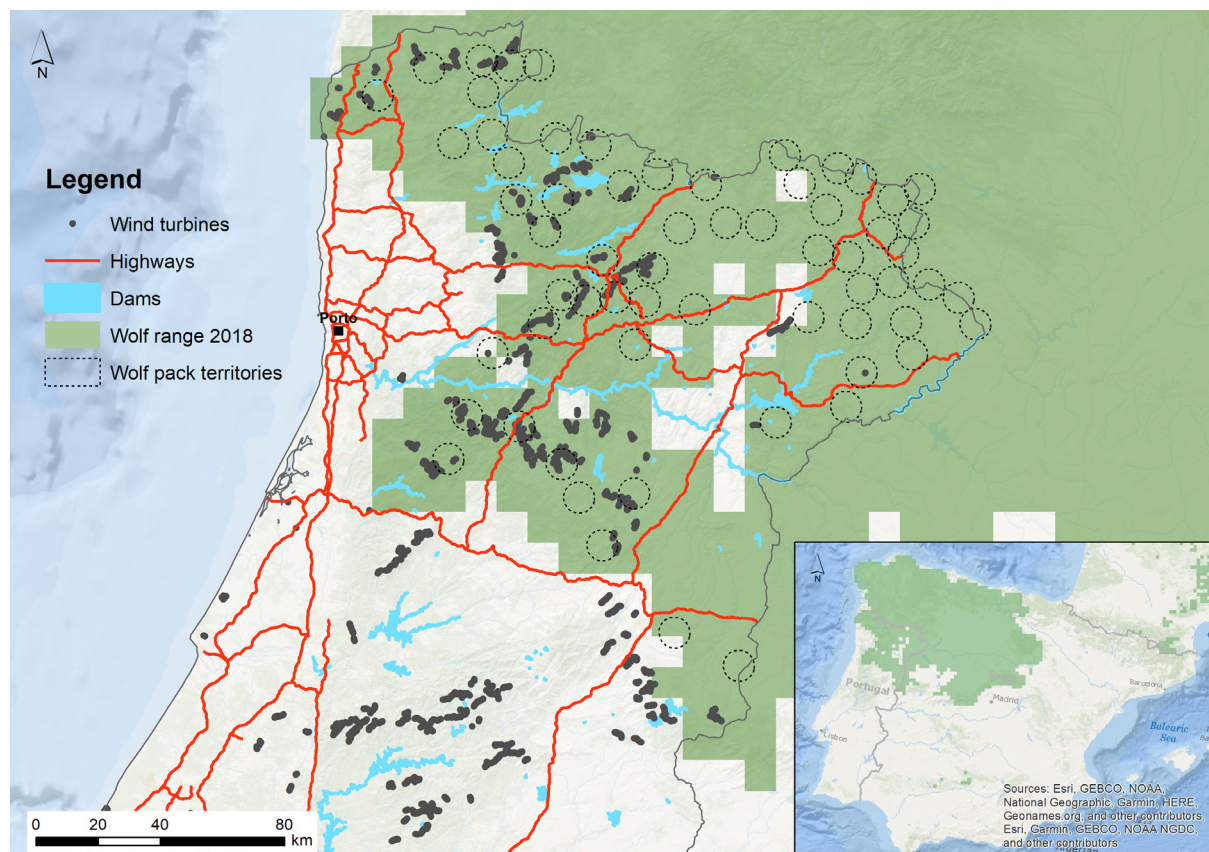 N
Legend
Wind turbines
Highways
Dams
Wolf range 2018
Wolf pack territories
Porto
0 20 40 80
km
N
Portugal
Lisbon
Madrid
Barcelona
Balearic
Sea
Sources: Esri, GEBCO, NOAA,
National Geographic, Garmin, HERE,
Geonames.org, and other contributors,
Esri, Garmin, GEBCO, NOAA NGDC,
and other contributors